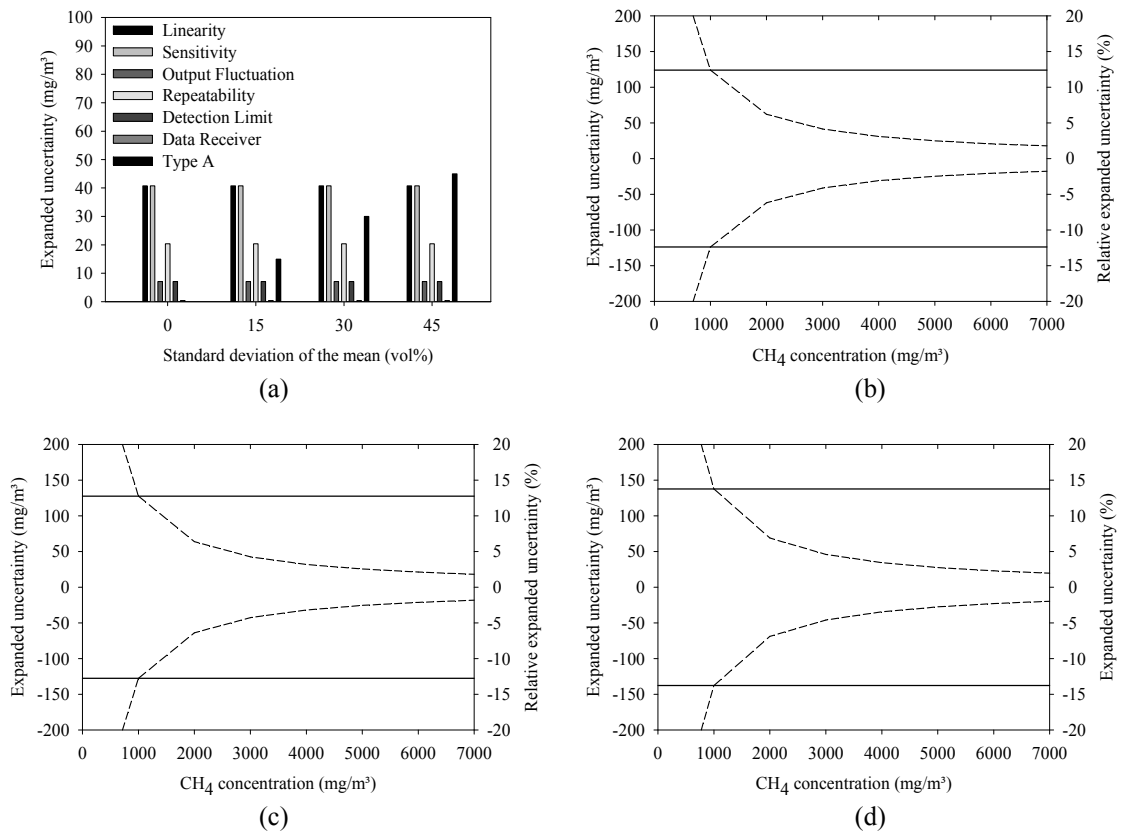 Expanded uncertainty (mg/m³)
100
90
80
70
60
50
40
30
20
10
0
Linearity
Sensitivity
Output Fluctuation
Repeatability
Detection Limit
Data Receiver
Type A
0 15 30 45
Standard deviation of the mean (vol%)
(a)
Expanded uncertainty (mg/m³)
200
150
100
50
0
-50
-100
-150
-200
20
15
10
5
0
-5
-10
-15
-20
Relative expanded uncertainty (%)
0 1000 2000 3000 4000 5000 6000 7000
CH4 concentration (mg/m³)
(b)
Expanded uncertainty (mg/m³)
200
150
100
50
0
-50
-100
-150
-200
20
15
10
5
0
-5
-10
-15
-20
Relative expanded uncertainty (%)
0 1000 2000 3000 4000 5000 6000 7000
CH4 concentration (mg/m³)
(c)
Expanded uncertainty (mg/m³)
200
150
100
50
0
-50
-100
-150
-200
20
15
10
5
0
-5
-10
-15
-20
Expanded uncertainty (%)
0 1000 2000 3000 4000 5000 6000 7000
CH4 concentration (mg/m³)
(d)